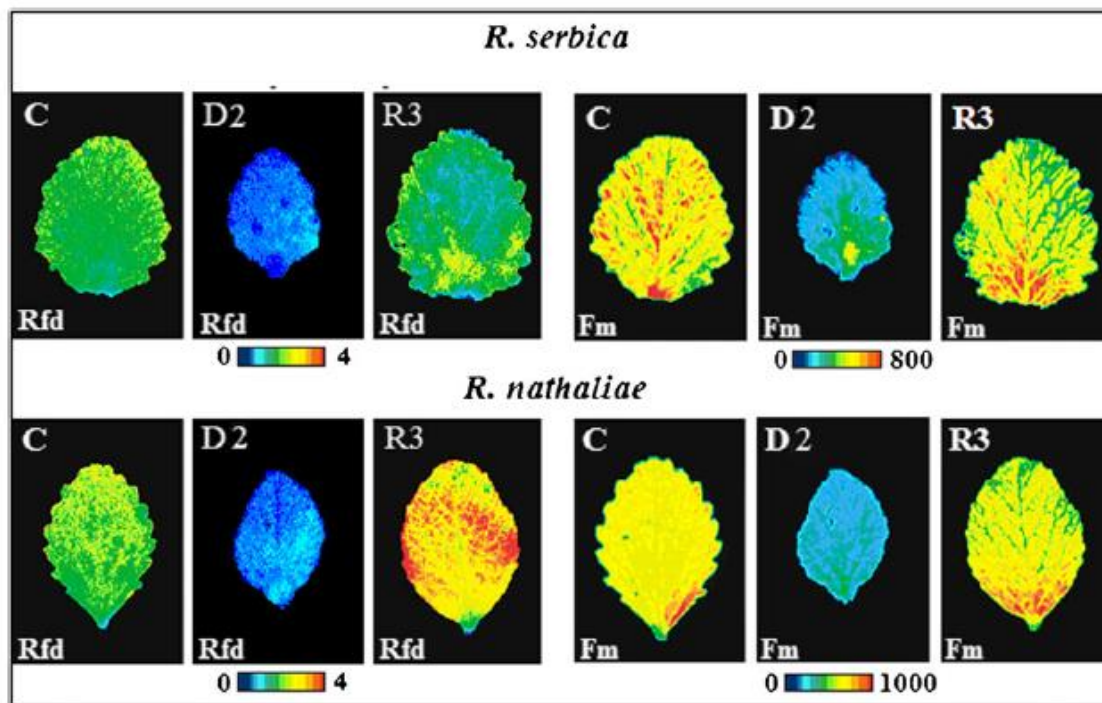 R. serbica
C D2 R3 C D2 R3
Rfd Rfd Rfd Fm Fm Fm
0 4 0 800
R. nathaliae
C D2 R3 C D2 R3
Rfd Rfd Rfd Fm Fm Fm
0 4 0 1000